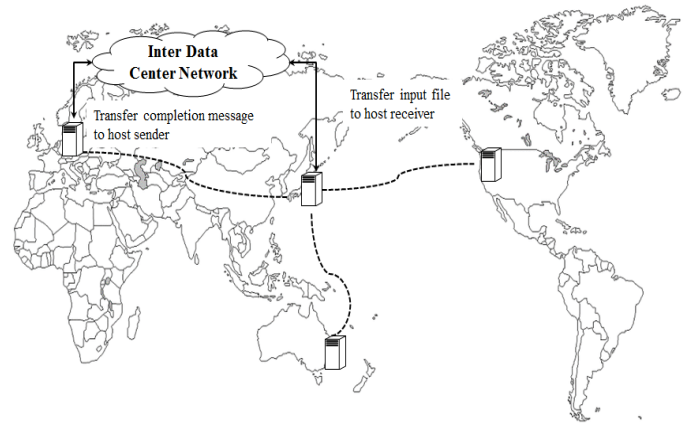 Inter Data
Center Network
Transfer completion message
to host sender
Transfer input file
to host receiver